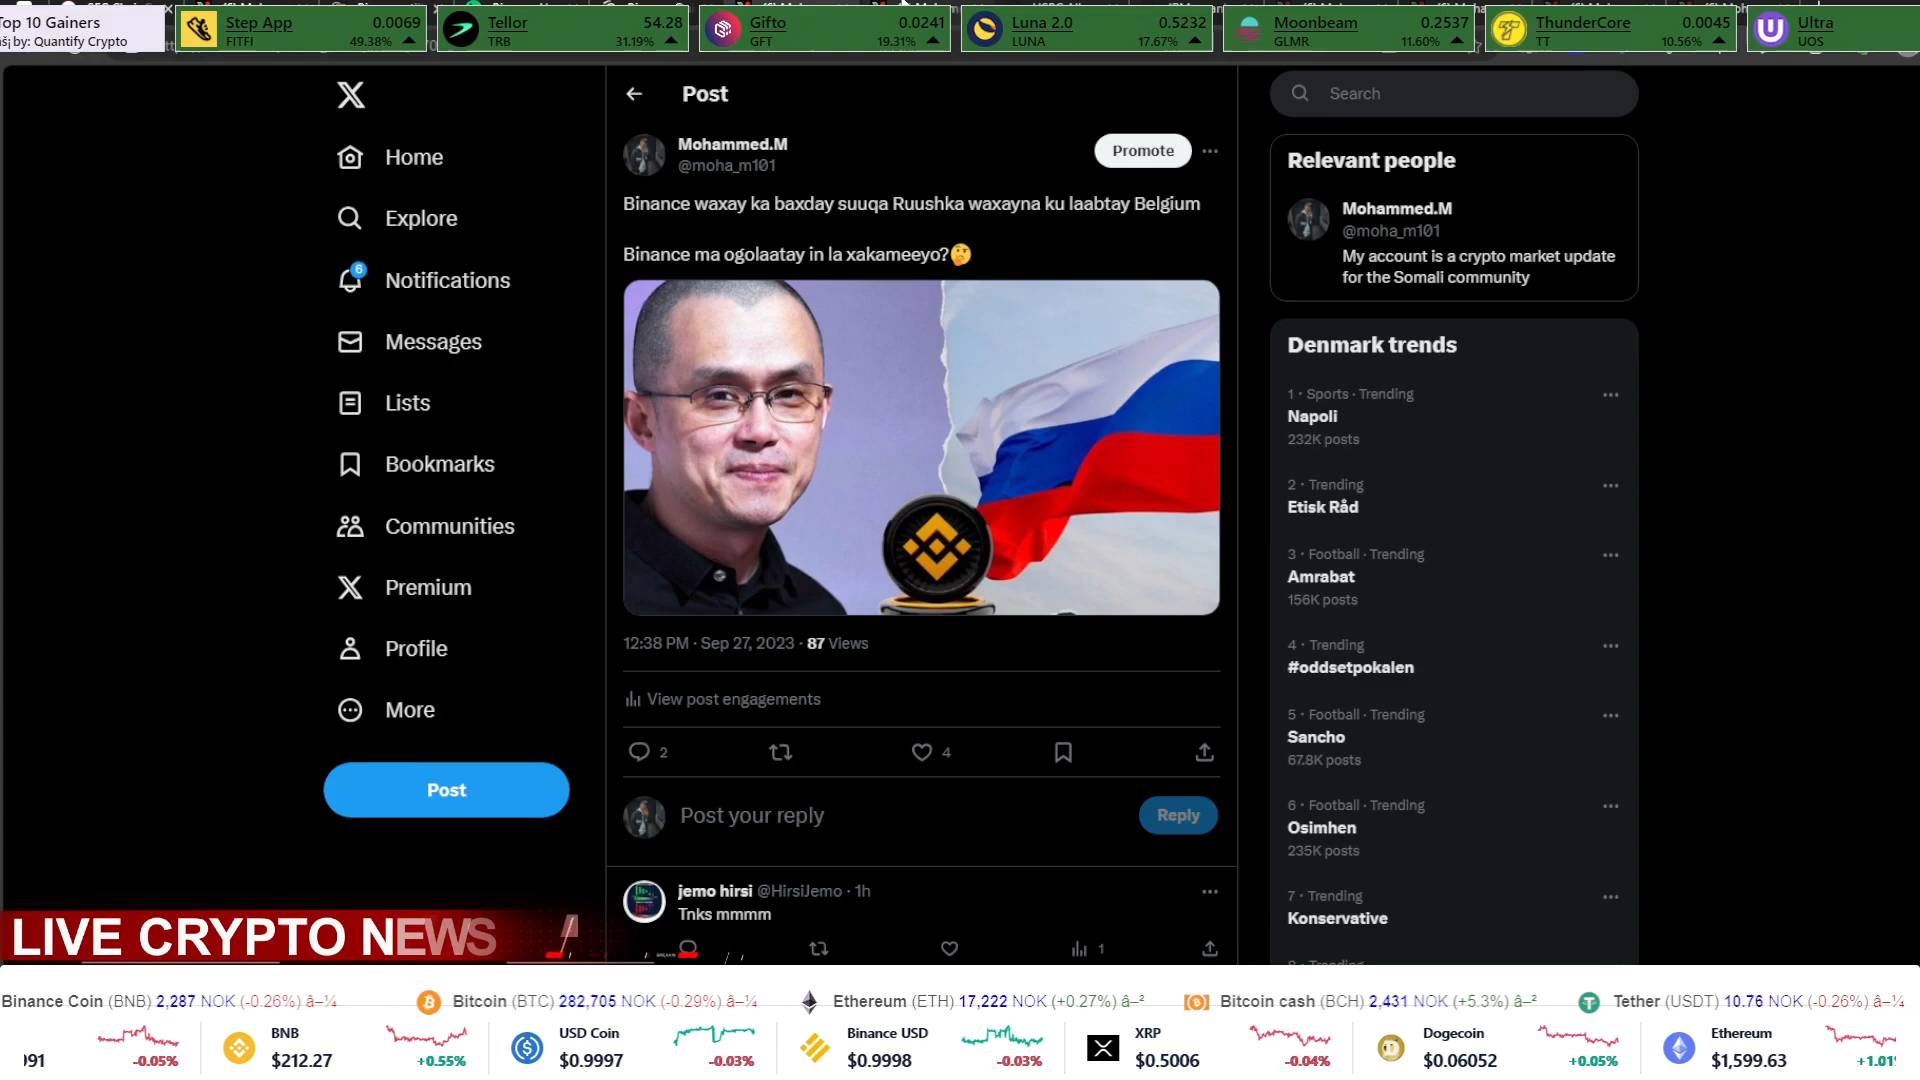 Top 10 Gainers
by: Quantify Crypto
Step App 0.0069
FITFI 49.38%
Tellor 54.28
TRB 31.19%
Gifto 0.0241
GFT 19.31%
Luna 2.0 0.5232
LUNA 17.67%
Moonbeam 0.2537
GLMR 11.60%
ThunderCore 0.0045
TT 10.56%
Ultra
UOS
Home
Explore
6
Notifications
Messages
Lists
Bookmarks
Communities
Premium
Profile
More
Post
Post
Mohammed.M
@moha_m101
Promote
Binance waxay ka baxday suuqa Ruushka waxayna ku laabtay Belgium
Binance ma ogolaatay in la xakameeyo?🤔
12:38 PM · Sep 27, 2023 · 87 Views
View post engagements
2
4
Post your reply
Reply
jemo hirsi @HirsiJemo · 1h
Tnks mmmm
1
Search
Relevant people
Mohammed.M
@moha_m101
My account is a crypto market update
for the Somali community
Denmark trends
1 · Sports · Trending
Napoli
232K posts
2 · Trending
Etisk Råd
3 · Football · Trending
Amrabat
156K posts
4 · Trending
#oddsetpokalen
5 · Football · Trending
Sancho
67.8K posts
6 · Football · Trending
Osimhen
235K posts
7 · Trending
Konservative
LIVE CRYPTO NEWS
Binance Coin (BNB) 2,287 NOK (-0.26%) â–¼
Bitcoin (BTC) 282,705 NOK (-0.29%) â–¼
Ethereum (ETH) 17,222 NOK (+0.27%) â–²
Bitcoin cash (BCH) 2,431 NOK (+5.3%) â–²
Tether (USDT) 10.76 NOK (-0.26%) â–¼
-0.05%
BNB
$212.27
+0.55%
USD Coin
$0.9997
-0.03%
Binance USD
$0.9998
-0.03%
XRP
$0.5006
-0.04%
Dogecoin
$0.06052
+0.05%
Ethereum
$1,599.63